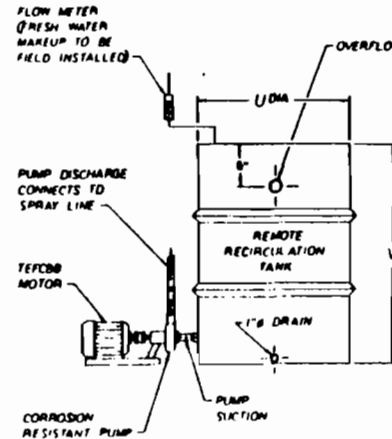 FLOW METER
(FRESH WATER
MAKEUP TO BE
FIELD INSTALLED)
OVERFLO
U DIA
PUMP DISCHARGE
CONNECTS TO
SPRAY LINE
REMOTE
RECIRCULATION
TANK
TEFCBB
MOTOR
1"ø DRAIN
PUMP
SUCTION
CORROSION
RESISTANT PUMP